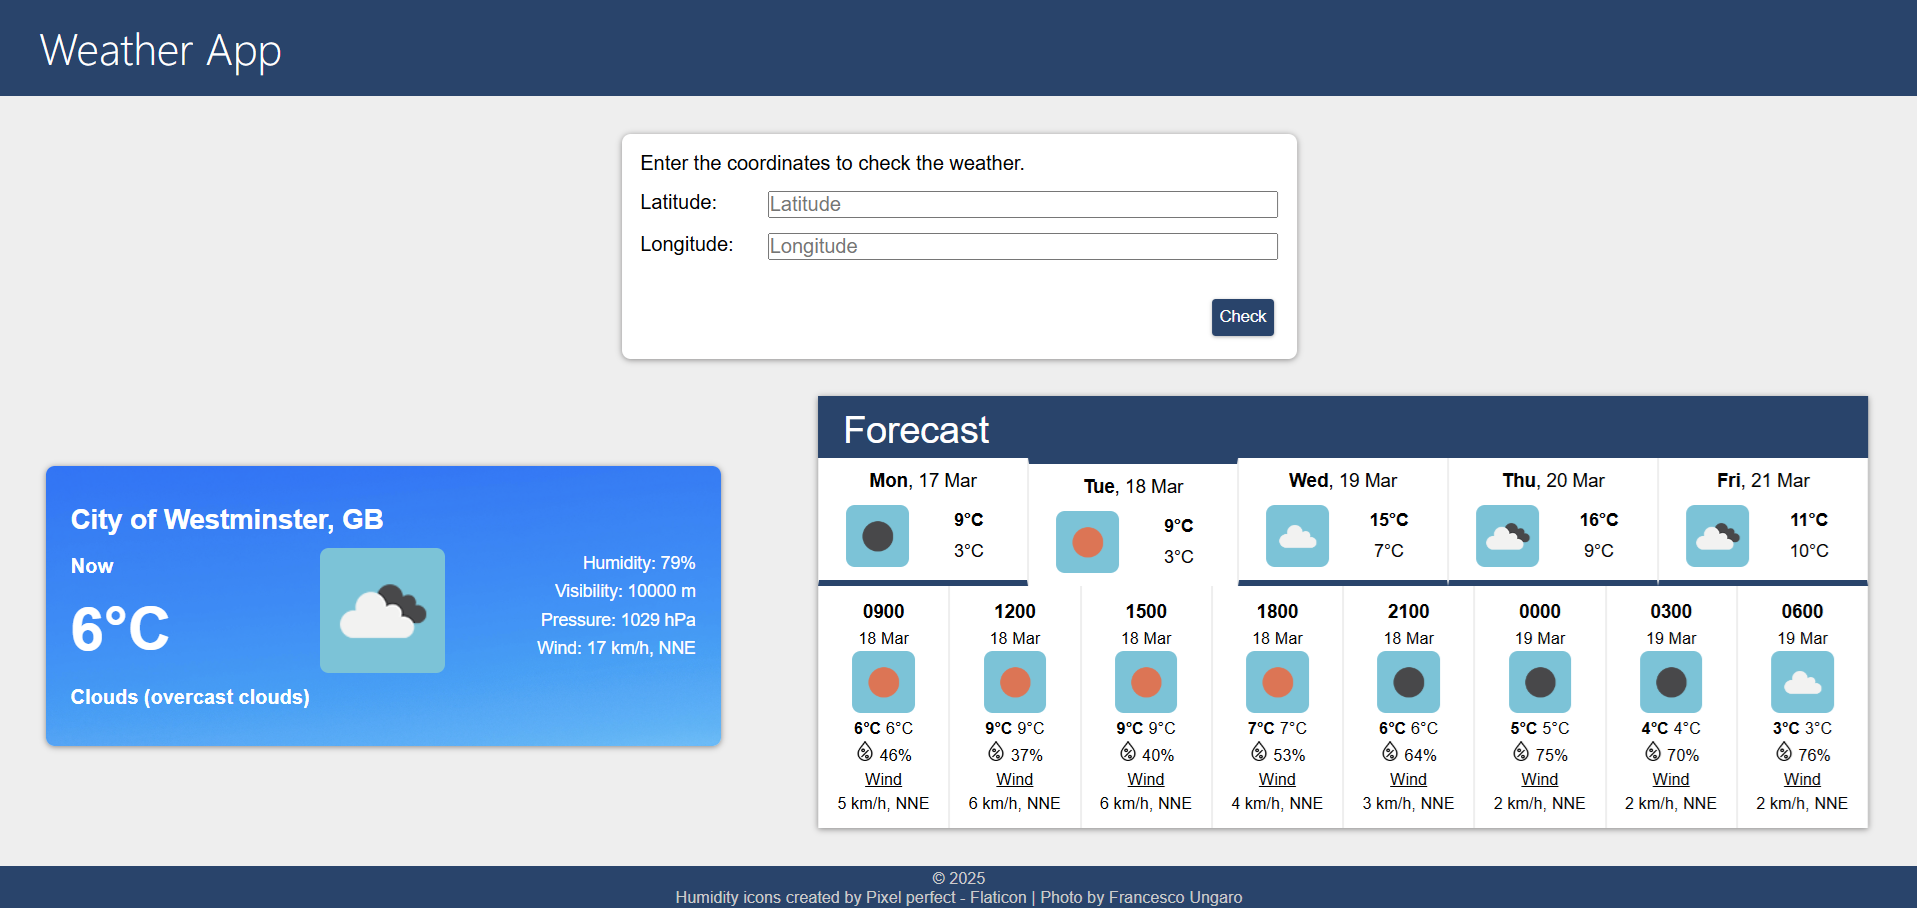 Weather App
Enter the coordinates to check the weather.
Latitude: Latitude
Longitude: Longitude
Check
City of Westminster, GB
Now
6°C
Clouds (overcast clouds)
Humidity: 79%
Visibility: 10000 m
Pressure: 1029 hPa
Wind: 17 km/h, NNE
Forecast
Mon, 17 Mar
9°C
3°C
Tue, 18 Mar
9°C
3°C
Wed, 19 Mar
15°C
7°C
Thu, 20 Mar
16°C
9°C
Fri, 21 Mar
11°C
10°C
0900
18 Mar
6°C 6°C
46%
Wind
5 km/h, NNE
1200
18 Mar
9°C 9°C
37%
Wind
6 km/h, NNE
1500
18 Mar
9°C 9°C
40%
Wind
6 km/h, NNE
1800
18 Mar
7°C 7°C
53%
Wind
4 km/h, NNE
2100
18 Mar
6°C 6°C
64%
Wind
3 km/h, NNE
0000
19 Mar
5°C 5°C
75%
Wind
2 km/h, NNE
0300
19 Mar
4°C 4°C
70%
Wind
2 km/h, NNE
0600
19 Mar
3°C 3°C
76%
Wind
2 km/h, NNE
© 2025
Humidity icons created by Pixel perfect - Flaticon | Photo by Francesco Ungaro